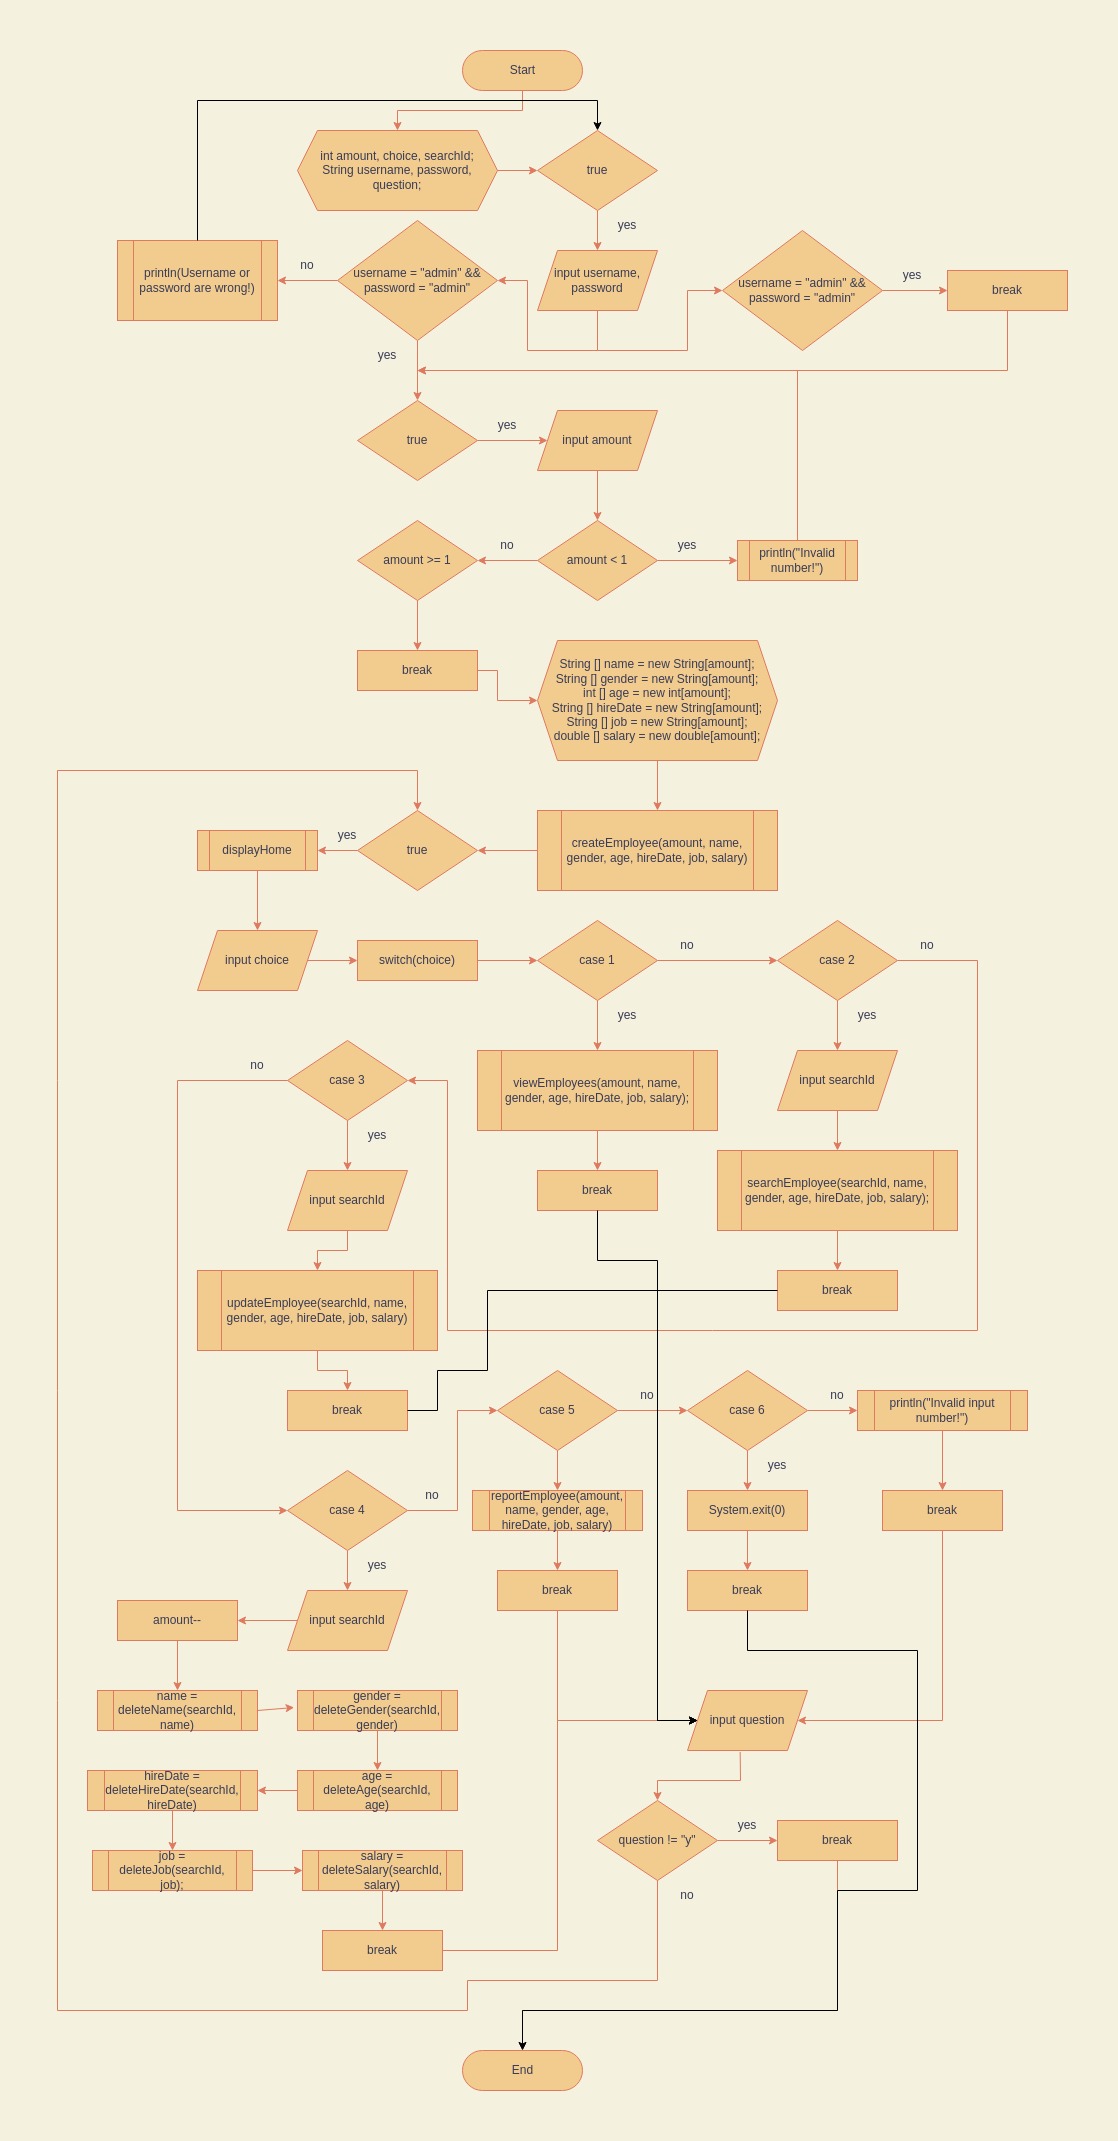 Start
int amount, choice, searchId;
String username, password,
question;
true
yes
println(Username or
password are wrong!)
no
username = "admin" &&
password = "admin"
input username,
password
username = "admin" &&
password = "admin"
yes
break
yes
true
yes
input amount
amount >= 1
no
amount < 1
yes
println("Invalid
number!")
break
String [] name = new String[amount];
String [] gender = new String[amount];
int [] age = new int[amount];
String [] hireDate = new String[amount];
String [] job = new String[amount];
double [] salary = new double[amount];
displayHome
yes
true
createEmployee(amount, name,
gender, age, hireDate, job, salary)
input choice
switch(choice)
case 1
no
case 2
no
yes
yes
no
case 3
viewEmployees(amount, name,
gender, age, hireDate, job, salary);
input searchId
yes
input searchId
break
searchEmployee(searchId, name,
gender, age, hireDate, job, salary);
updateEmployee(searchId, name,
gender, age, hireDate, job, salary)
break
break
case 5
no
case 6
no
println("Invalid input
number!")
yes
case 4
no
reportEmployee(amount,
name, gender, age,
hireDate, job, salary)
System.exit(0)
break
yes
break
break
amount--
input searchId
name =
deleteName(searchId,
name)
gender =
deleteGender(searchId,
gender)
input question
hireDate =
deleteHireDate(searchId,
hireDate)
age =
deleteAge(searchId,
age)
question != "y"
yes
break
job =
deleteJob(searchId,
job);
salary =
deleteSalary(searchId,
salary)
no
break
End